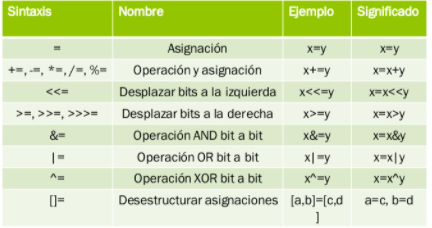 Sintaxis Nombre Ejemplo Significado
= Asignación x=y x=y
+=, -=, *=, /=, %= Operación y asignación x+=y x=x+y
<<= Desplazar bits a la izquierda x<<=y x=x<<y
>=, >>=, >>>= Desplazar bits a la derecha x>=y x=x>y
&= Operación AND bit a bit x&=y x=x&y
|= Operación OR bit a bit x|=y x=x|y
^= Operación XOR bit a bit x^=y x=x^y
[]= Desestructurar asignaciones [a,b]=[c,d a=c, b=d
]